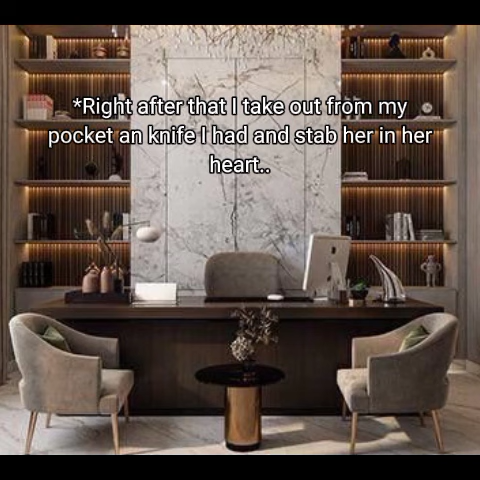 *Right after that I take out from my
pocket an knife I had and stab her in her
heart..